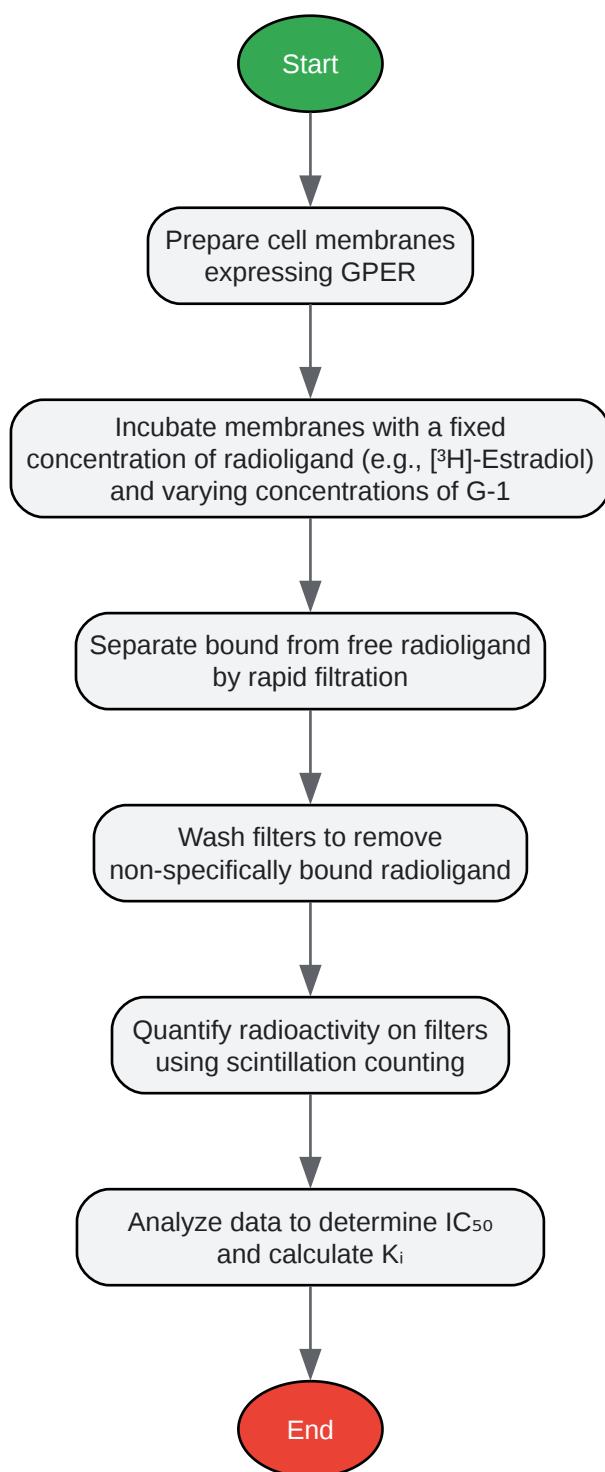 Start
Prepare cell membranes
expressing GPER
Incubate membranes with a fixed
concentration of radioligand (e.g., [³H]-Estradiol)
and varying concentrations of G-1
Separate bound from free radioligand
by rapid filtration
Wash filters to remove
non-specifically bound radioligand
Quantify radioactivity on filters
using scintillation counting
Analyze data to determine IC₅₀
and calculate Kᵢ
End